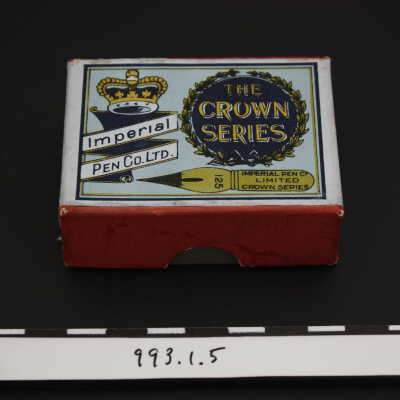 THE
CROWN
SERIES
Imperial
PEN CO. LTD.
125
IMPERIAL PEN Cº
LIMITED
CROWN SERIES
993.1.5